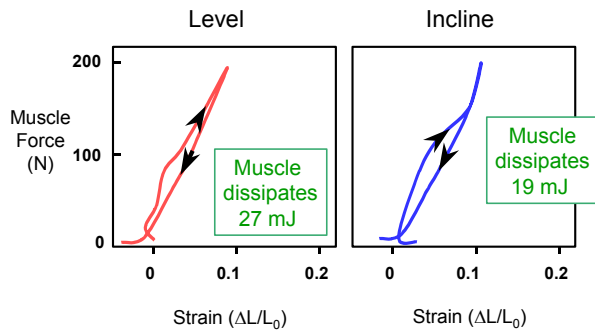 Level
Incline
Muscle
Force
(N)
200
100
0
Muscle
dissipates
27 mJ
Muscle
dissipates
19 mJ
0
0.1
0.2
0
0.1
0.2
Strain (ΔL/L₀)
Strain (ΔL/L₀)